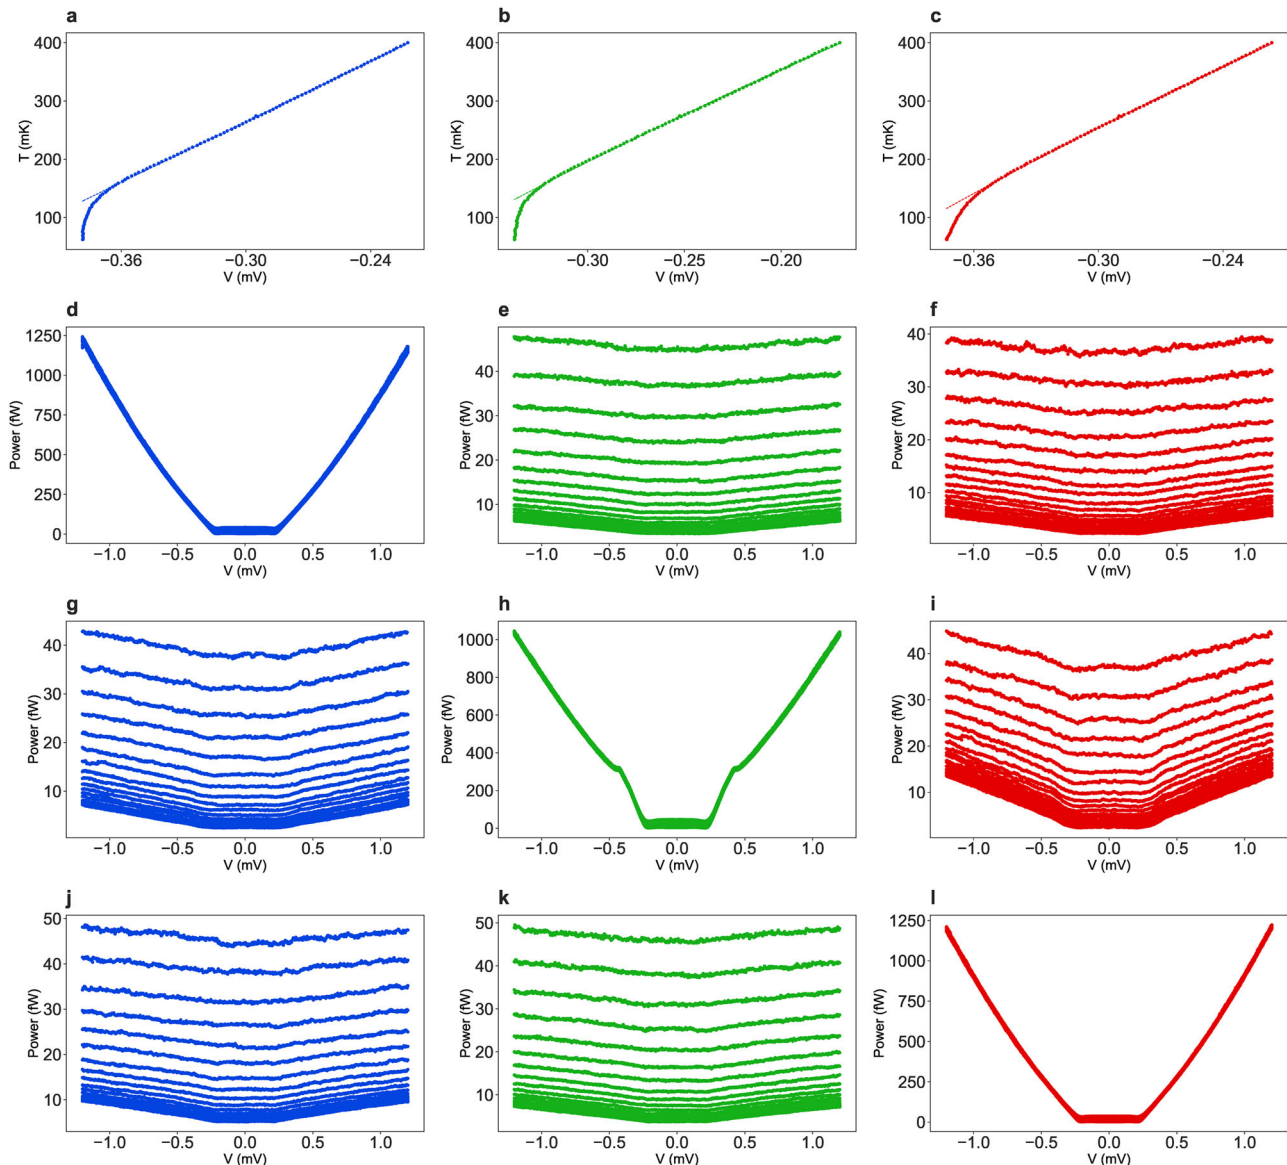 a b c
T (mK) 400 300 200 100 T (mK) 400 300 200 100 T (mK) 400 300 200 100
−0.36 −0.30 −0.24 −0.30 −0.25 −0.20 −0.36 −0.30 −0.24
V (mV) V (mV) V (mV)
d e f
Power (fW) 1250 1000 750 500 250 0 Power (fW) 40 30 20 10 Power (fW) 40 30 20 10
−1.0 −0.5 0.0 0.5 1.0 −1.0 −0.5 0.0 0.5 1.0 −1.0 −0.5 0.0 0.5 1.0
V (mV) V (mV) V (mV)
g h i
Power (fW) 40 30 20 10 Power (fW) 1000 800 600 400 200 0 Power (fW) 40 30 20 10
−1.0 −0.5 0.0 0.5 1.0 −1.0 −0.5 0.0 0.5 1.0 −1.0 −0.5 0.0 0.5 1.0
V (mV) V (mV) V (mV)
j k l
Power (fW) 50 40 30 20 10 Power (fW) 50 40 30 20 10 Power (fW) 1250 1000 750 500 250 0
−1.0 −0.5 0.0 0.5 1.0 −1.0 −0.5 0.0 0.5 1.0 −1.0 −0.5 0.0 0.5 1.0
V (mV) V (mV) V (mV)